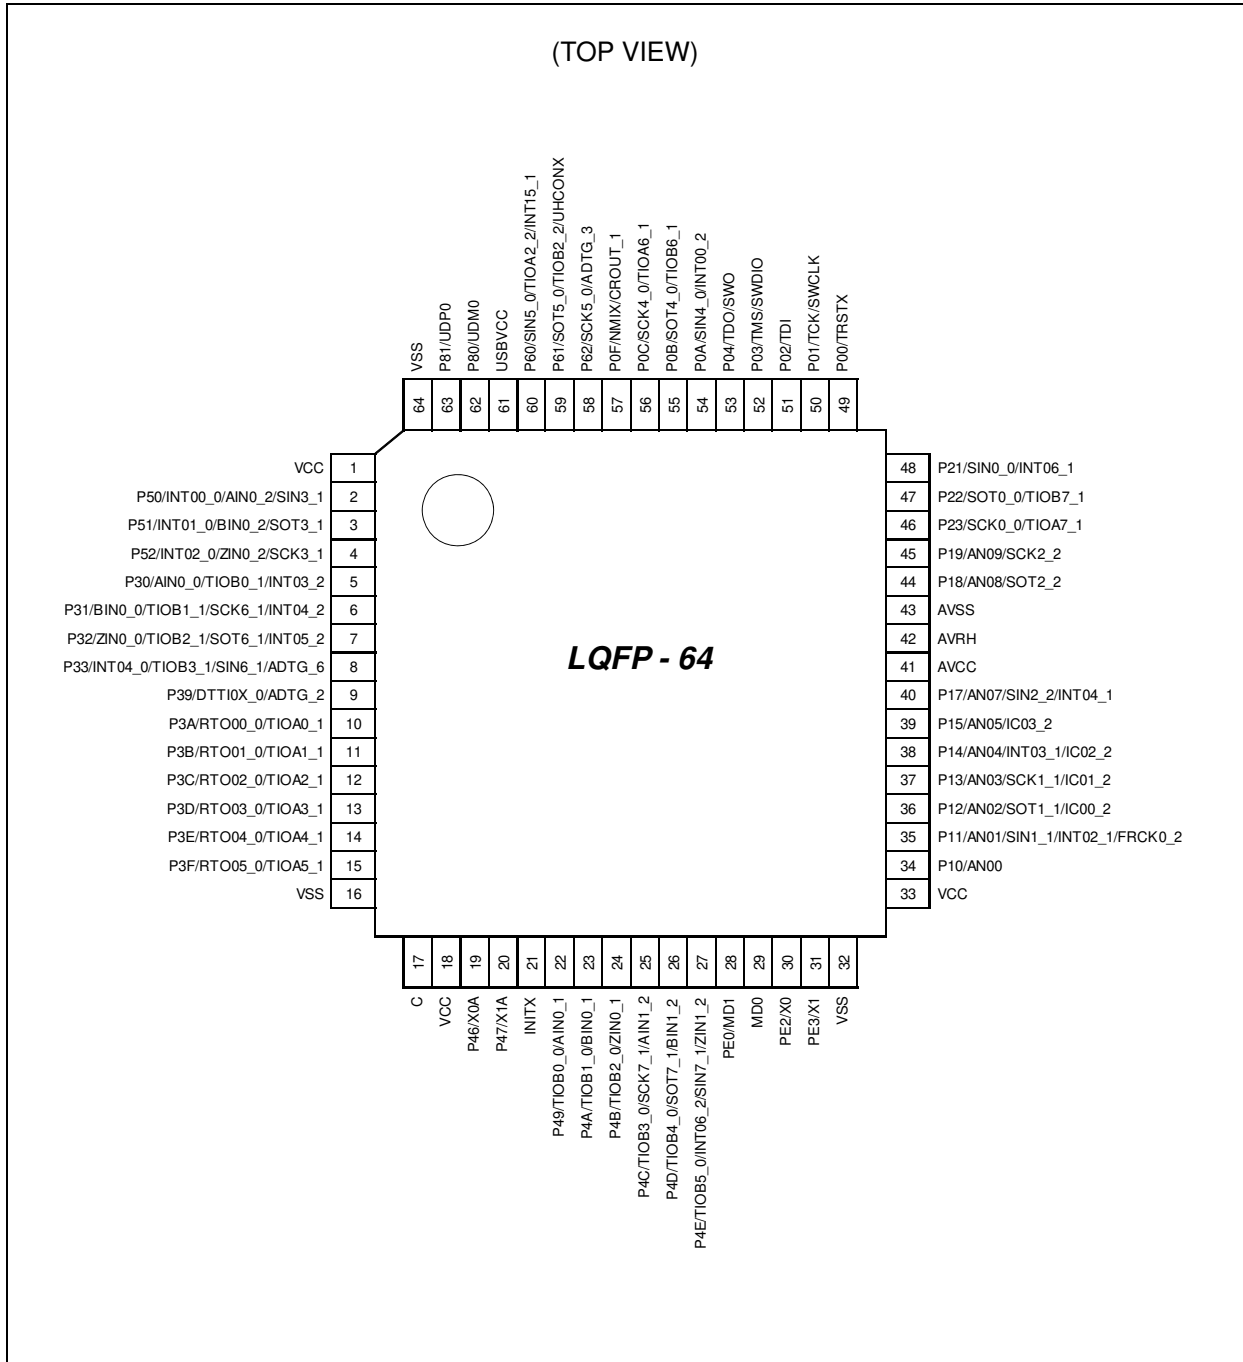 (TOP VIEW)
VSS
P81/UDP0
P80/UDM0
USBVCC
P60/SIN5_0/TIOA2_2/INT15_1
P61/SOT5_0/TIOB2_2/UHCONX
P62/SCK5_0/ADTG_3
P0F/NMIX/CROUT_1
P0C/SCK4_0/TIOA6_1
P0B/SOT4_0/TIOB6_1
P0A/SIN4_0/INT00_2
P04/TDO/SWO
P03/TMS/SWDIO
P02/TDI
P01/TCK/SWCLK
P00/TRSTX
64
63
62
61
60
59
58
57
56
55
54
53
52
51
50
49
VCC 1
P50/INT00_0/AIN0_2/SIN3_1 2
P51/INT01_0/BIN0_2/SOT3_1 3
P52/INT02_0/ZIN0_2/SCK3_1 4
P30/AIN0_0/TIOB0_1/INT03_2 5
P31/BIN0_0/TIOB1_1/SCK6_1/INT04_2 6
P32/ZIN0_0/TIOB2_1/SOT6_1/INT05_2 7
P33/INT04_0/TIOB3_1/SIN6_1/ADTG_6 8
P39/DTTI0X_0/ADTG_2 9
P3A/RTO00_0/TIOA0_1 10
P3B/RTO01_0/TIOA1_1 11
P3C/RTO02_0/TIOA2_1 12
P3D/RTO03_0/TIOA3_1 13
P3E/RTO04_0/TIOA4_1 14
P3F/RTO05_0/TIOA5_1 15
VSS 16
LQFP - 64
48 P21/SIN0_0/INT06_1
47 P22/SOT0_0/TIOB7_1
46 P23/SCK0_0/TIOA7_1
45 P19/AN09/SCK2_2
44 P18/AN08/SOT2_2
43 AVSS
42 AVRH
41 AVCC
40 P17/AN07/SIN2_2/INT04_1
39 P15/AN05/IC03_2
38 P14/AN04/INT03_1/IC02_2
37 P13/AN03/SCK1_1/IC01_2
36 P12/AN02/SOT1_1/IC00_2
35 P11/AN01/SIN1_1/INT02_1/FRCK0_2
34 P10/AN00
33 VCC
17
18
19
20
21
22
23
24
25
26
27
28
29
30
31
32
C
VCC
P46/X0A
P47/X1A
INITX
P49/TIOB0_0/AIN0_1
P4A/TIOB1_0/BIN0_1
P4B/TIOB2_0/ZIN0_1
P4C/TIOB3_0/SCK7_1/AIN1_2
P4D/TIOB4_0/SOT7_1/BIN1_2
P4E/TIOB5_0/INT06_2/SIN7_1/ZIN1_2
PE0/MD1
MD0
PE2/X0
PE3/X1
VSS